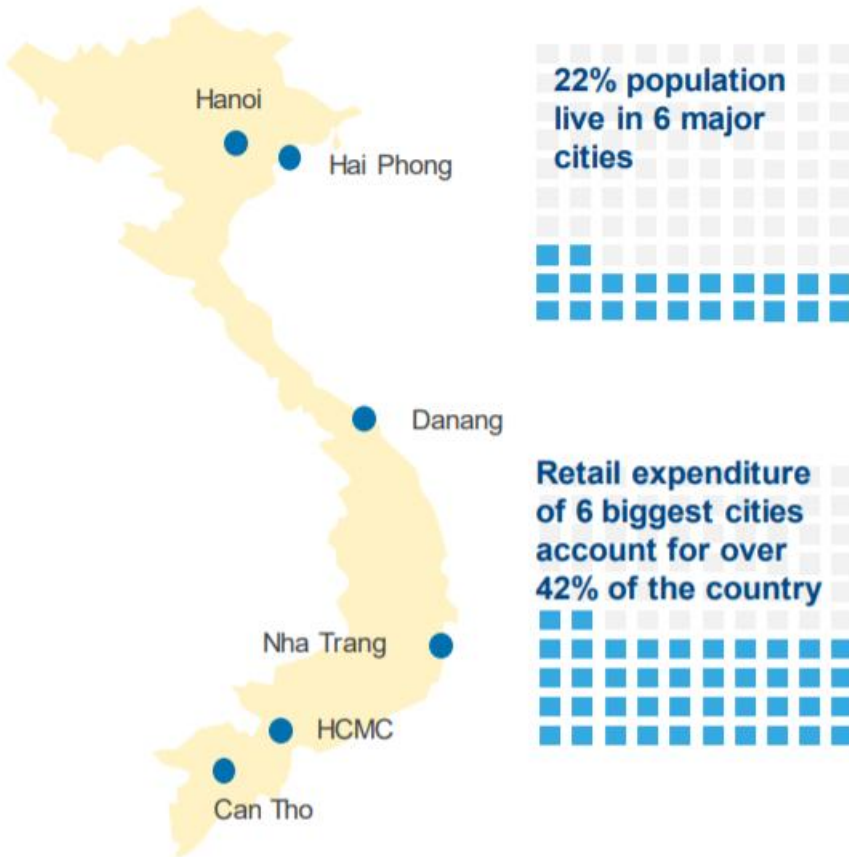 Hanoi
Hai Phong
Danang
Nha Trang
HCMC
Can Tho
22% population
live in 6 major
cities
Retail expenditure
of 6 biggest cities
account for over
42% of the country